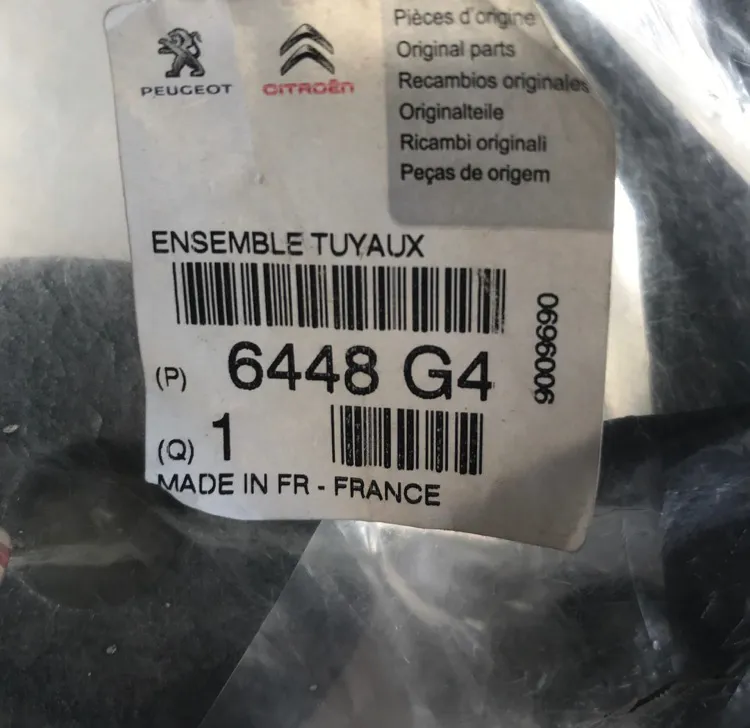 PEUGEOT
CITROËN
Pièces d'origine
Original parts
Recambios originales
Originalteile
Ricambi originali
Peças de origem
ENSEMBLE TUYAUX
(P) 6448 G4
9009690
(Q) 1
MADE IN FR - FRANCE